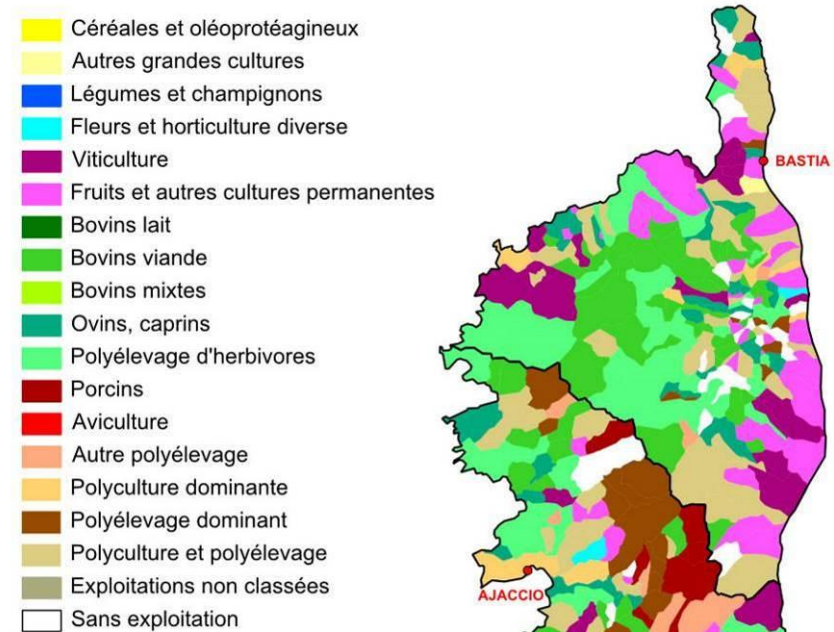 Céréales et oléoprotéagineux
Autres grandes cultures
Légumes et champignons
Fleurs et horticulture diverse
Viticulture
Fruits et autres cultures permanentes
Bovins lait
Bovins viande
Bovins mixtes
Ovins, caprins
Polyélevage d'herbivores
Porcins
Aviculture
Autre polyélevage
Polyculture dominante
Polyélevage dominant
Polyculture et polyélevage
Exploitations non classées
Sans exploitation
BASTIA
AJACCIO